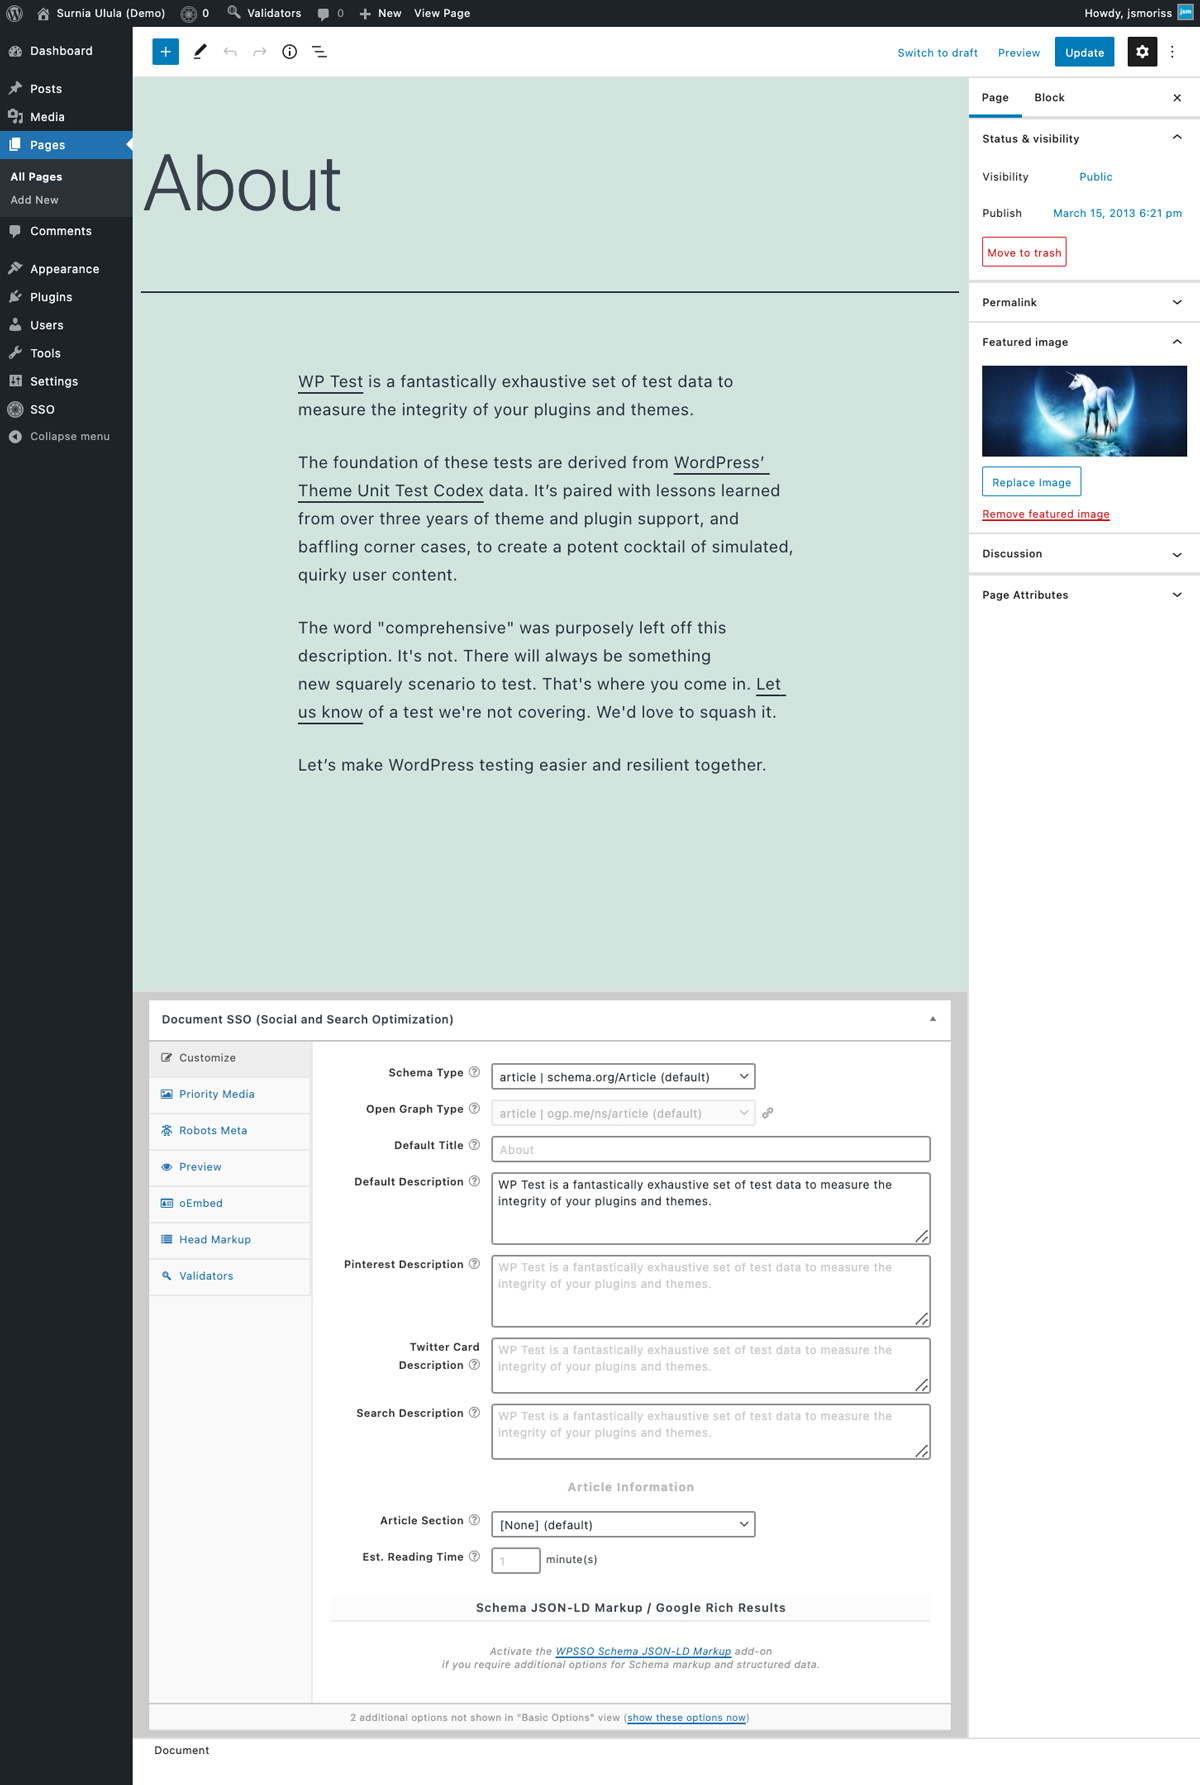 Surnia Ulula (Demo) 0 Validators 0 New View Page Howdy, jsmoriss jsm
Dashboard
Posts
Media
Pages
All Pages
Add New
Comments
Appearance
Plugins
Users
Tools
Settings
SSO
Collapse menu
Switch to draft Preview Update
About
WP Test is a fantastically exhaustive set of test data to
measure the integrity of your plugins and themes.
The foundation of these tests are derived from WordPress’
Theme Unit Test Codex data. It’s paired with lessons learned
from over three years of theme and plugin support, and
baffling corner cases, to create a potent cocktail of simulated,
quirky user content.
The word "comprehensive" was purposely left off this
description. It's not. There will always be something
new squarely scenario to test. That's where you come in. Let
us know of a test we're not covering. We'd love to squash it.
Let’s make WordPress testing easier and resilient together.
Page Block
Status & visibility
Visibility Public
Publish March 15, 2013 6:21 pm
Move to trash
Permalink
Featured image
Replace Image
Remove featured image
Discussion
Page Attributes
Document SSO (Social and Search Optimization)
Customize
Priority Media
Robots Meta
Preview
oEmbed
Head Markup
Validators
Schema Type article | schema.org/Article (default)
Open Graph Type article | ogp.me/ns/article (default)
Default Title About
Default Description WP Test is a fantastically exhaustive set of test data to measure the
integrity of your plugins and themes.
Pinterest Description WP Test is a fantastically exhaustive set of test data to measure the
integrity of your plugins and themes.
Twitter Card
Description
WP Test is a fantastically exhaustive set of test data to measure the
integrity of your plugins and themes.
Search Description WP Test is a fantastically exhaustive set of test data to measure the
integrity of your plugins and themes.
Article Information
Article Section [None] (default)
Est. Reading Time 1 minute(s)
Schema JSON-LD Markup / Google Rich Results
Activate the WPSSO Schema JSON-LD Markup add-on
if you require additional options for Schema markup and structured data.
2 additional options not shown in "Basic Options" view (show these options now)
Document